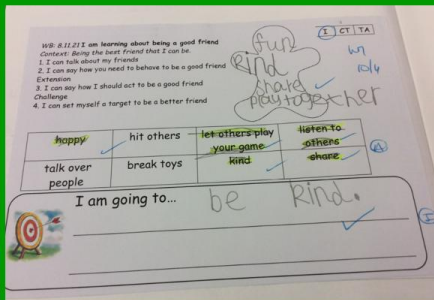 WB: 8.11.21 I am learning about being a good friend
Context: Being the best friend that I can be.
1. I can talk about my friends
2. I can say how you need to behave to be a good friend
Extension
3. I can say how I should act to be a good friend
Challenge
4. I can set myself a target to be a better friend
I CT TA
fun
kind
share
play together
happy
hit others
let others play
your game
kind
listen to
others
share
talk over
people
break toys
I am going to... be kind.